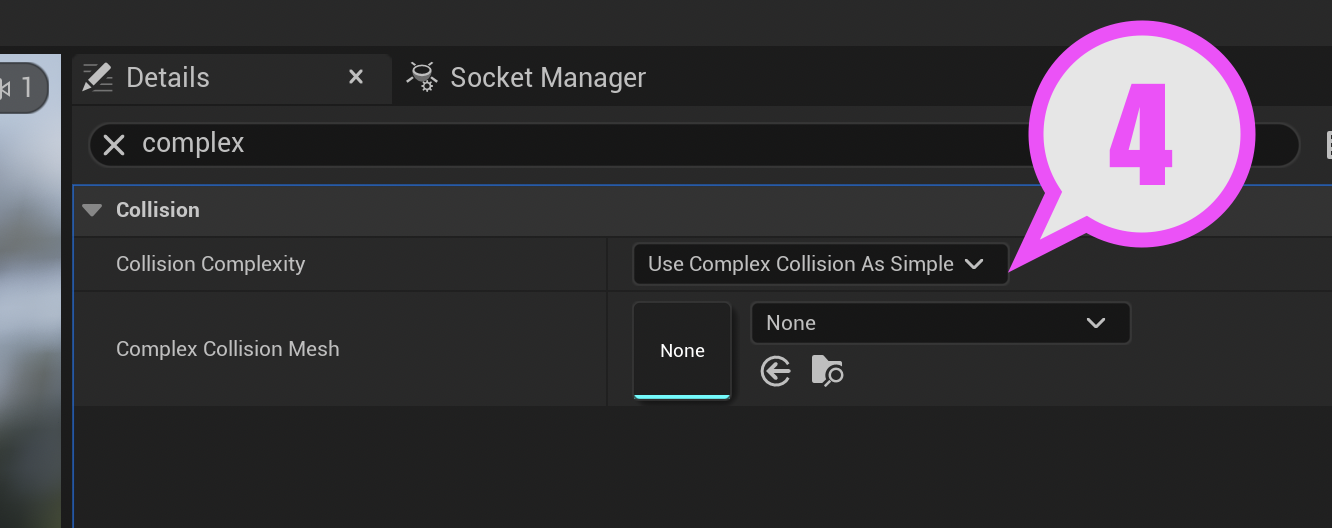 1
Details
Socket Manager
complex
4
Collision
Collision Complexity
Use Complex Collision As Simple
Complex Collision Mesh
None
None